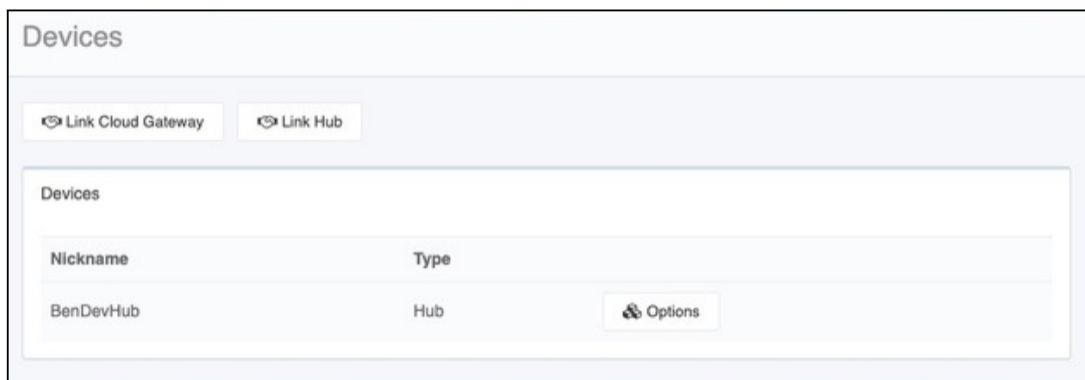 Devices
Link Cloud Gateway Link Hub
Devices
Nickname Type
BenDevHub Hub Options